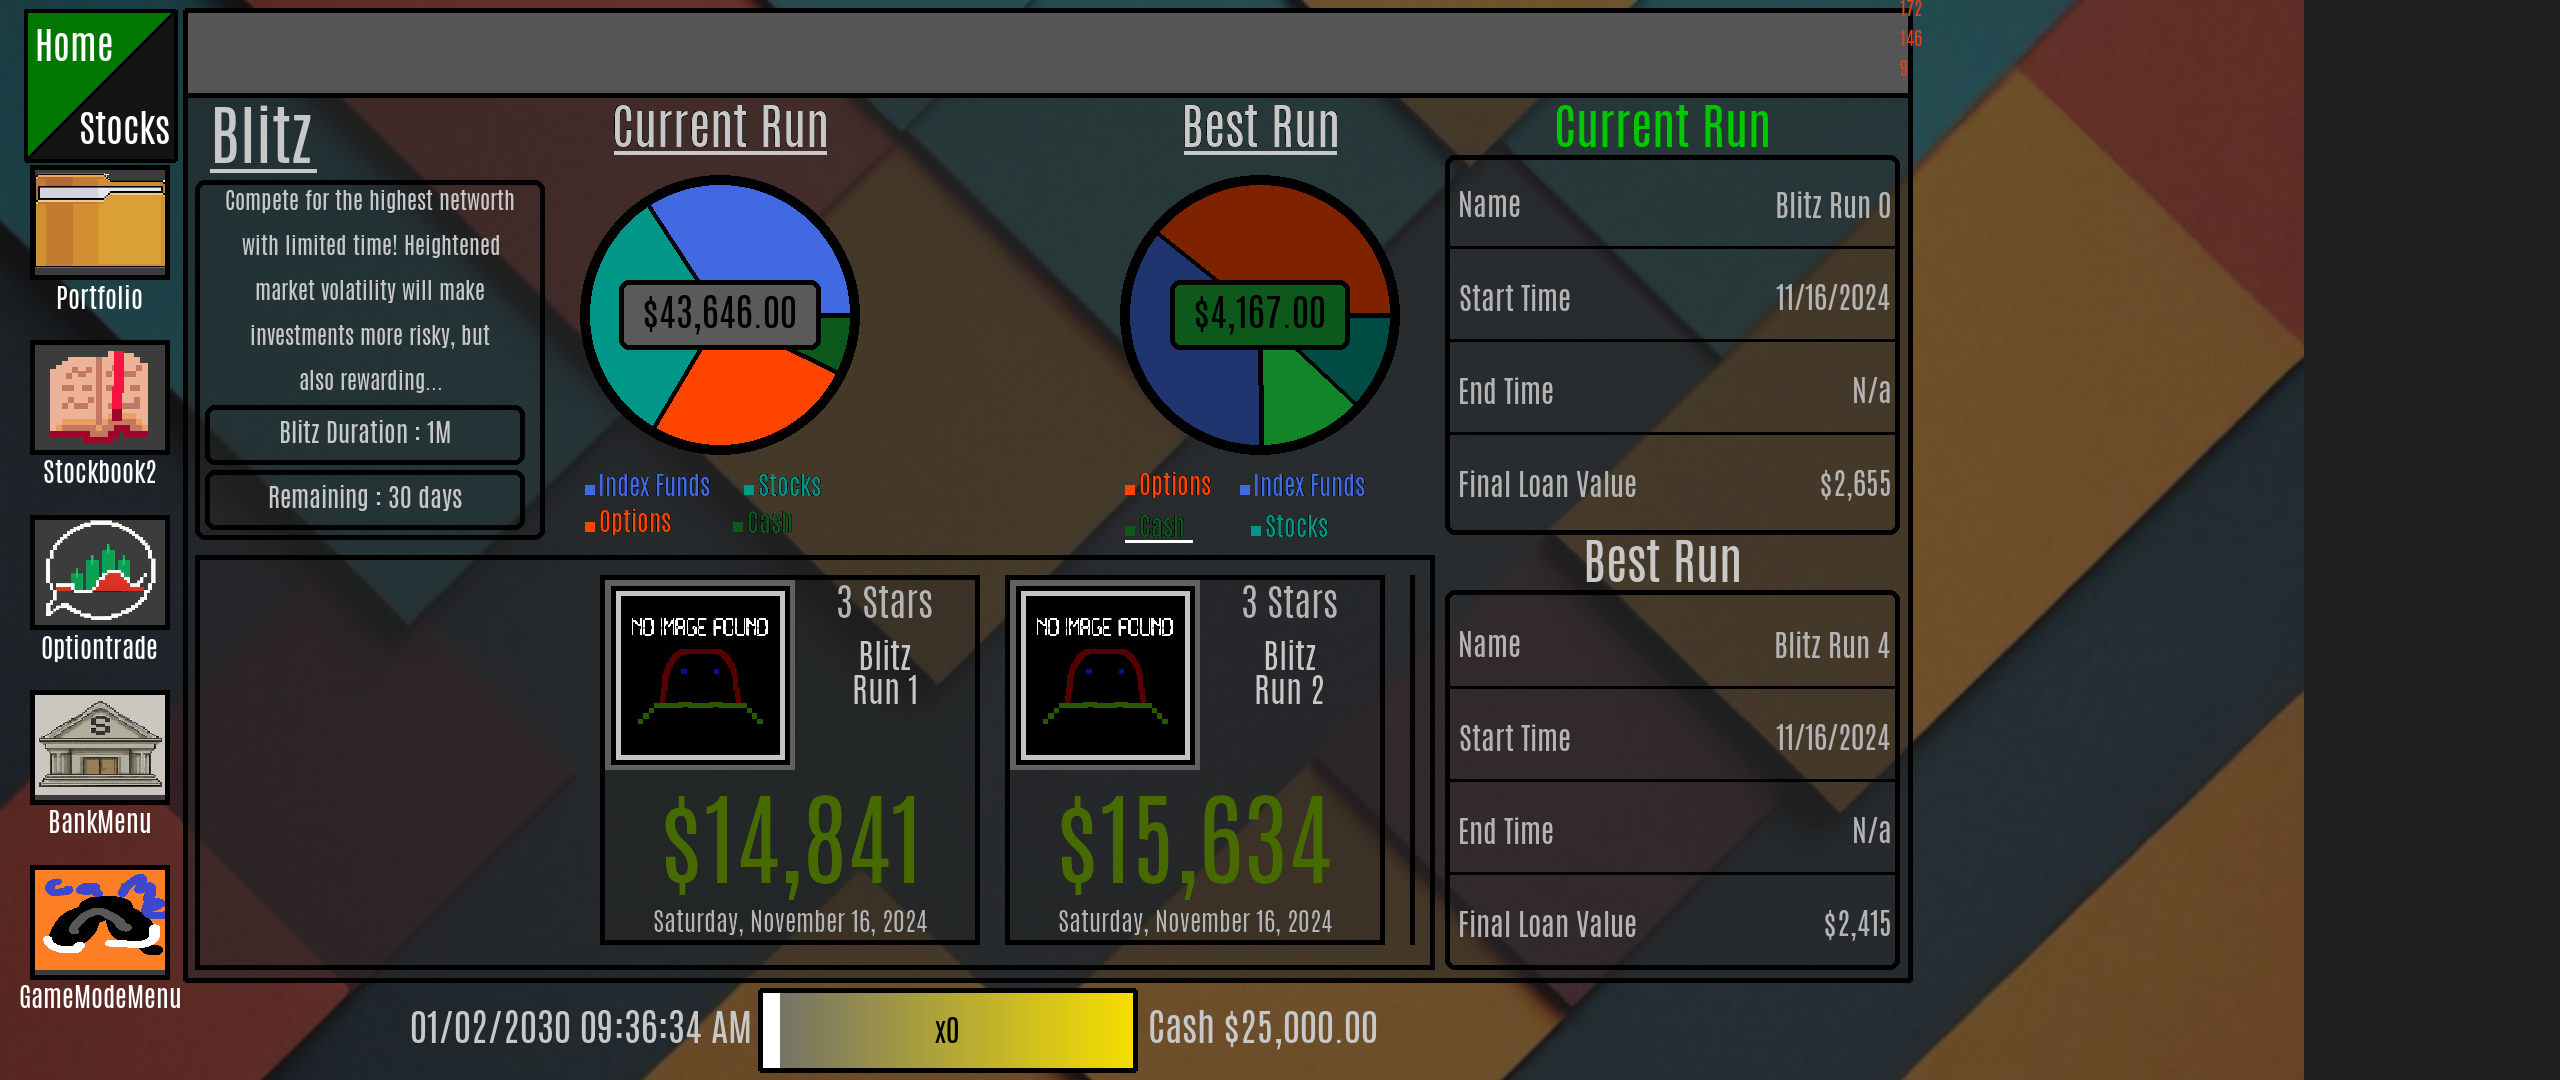 172
146
9
Home
Stocks
Portfolio
Stockbook2
Optiontrade
BankMenu
GameModeMenu
Blitz
Compete for the highest networth
with limited time! Heightened
market volatility will make
investments more risky, but
also rewarding...
Blitz Duration : 1M
Remaining : 30 days
Current Run
$43,646.00
Index Funds
Stocks
Options
Cash
Best Run
$4,167.00
Options
Index Funds
Cash
Stocks
Current Run
Name Blitz Run 0
Start Time 11/16/2024
End Time N/a
Final Loan Value $2,655
Best Run
Name Blitz Run 4
Start Time 11/16/2024
End Time N/a
Final Loan Value $2,415
NO IMAGE FOUND
3 Stars
Blitz
Run 1
$14,841
Saturday, November 16, 2024
NO IMAGE FOUND
3 Stars
Blitz
Run 2
$15,634
Saturday, November 16, 2024
01/02/2030 09:36:34 AM
x0
Cash $25,000.00